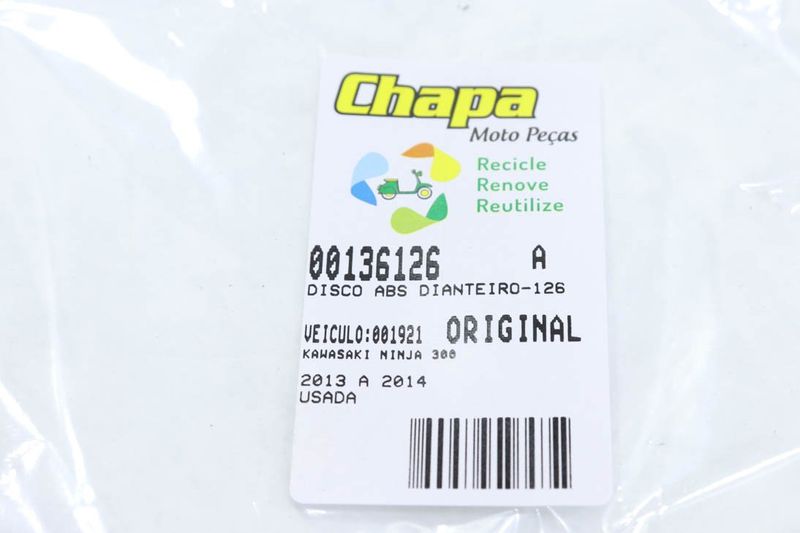 Chapa
Moto Peças
Recicle
Renove
Reutilize
00136126 A
DISCO ABS DIANTEIRO-126
VEICULO:001921 ORIGINAL
KAWASAKI NINJA 300
2013 A 2014
USADA